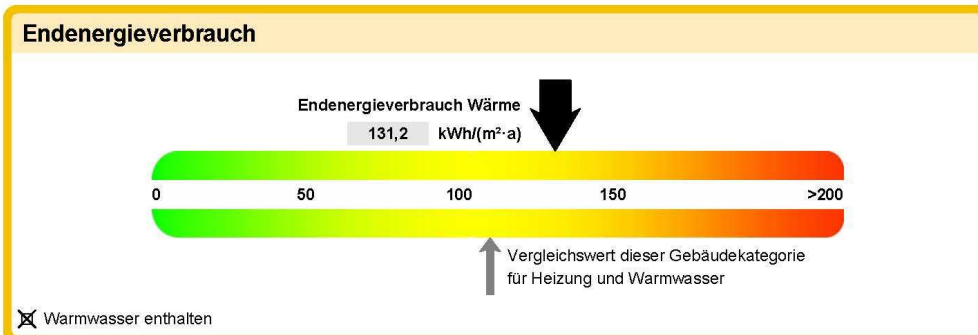 Endenergieverbrauch
Endenergieverbrauch Wärme
131,2 kWh/(m²·a)
0 50 100 150 >200
Vergleichswert dieser Gebäudekategorie
für Heizung und Warmwasser
Warmwasser enthalten